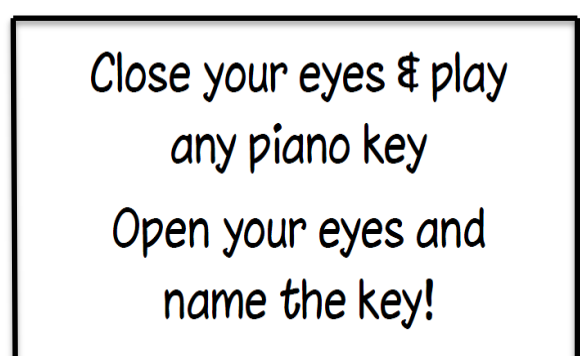 Close your eyes & play
any piano key
Open your eyes and
name the key!